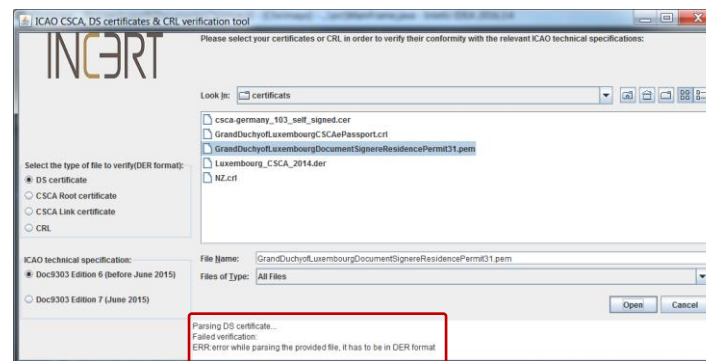 ICAO CSCA, DS certificates & CRL verification tool
INCERT
Please select your certificates or CRL in order to verify their conformity with the relevant ICAO technical specifications:
Look In: certificats
csca-germany_103_self_signed.cer
GrandDuchyofLuxembourgCSCAePassport.crl
GrandDuchyofLuxembourgDocumentSignereResidencePermit31.pem
Luxembourg_CSCA_2014.der
NZ.crl
Select the type of file to verify(DER format):
DS certificate
CSCA Root certificate
CSCA Link certificate
CRL
ICAO technical specification:
Doc9303 Edition 6 (before June 2015)
Doc9303 Edition 7 (June 2015)
File Name: GrandDuchyofLuxembourgDocumentSignereResidencePermit31.pem
Files of Type: All Files
Open Cancel
Parsing DS certificate...
Failed verification:
ERR:error while parsing the provided file, it has to be in DER format